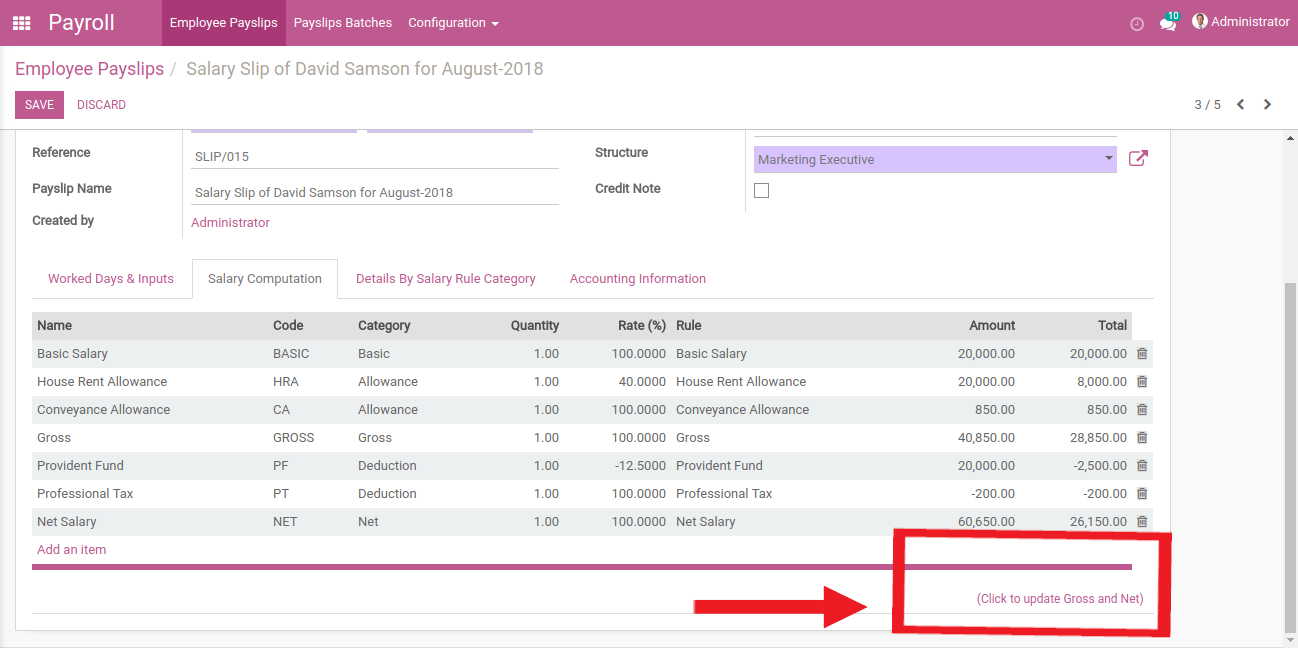 Payroll Employee Payslips Payslips Batches Configuration 10 Administrator
Employee Payslips / Salary Slip of David Samson for August-2018
SAVE DISCARD 3 / 5
Reference SLIP/015 Structure Marketing Executive
Payslip Name Salary Slip of David Samson for August-2018 Credit Note
Created by Administrator
Worked Days & Inputs Salary Computation Details By Salary Rule Category Accounting Information
Name Code Category Quantity Rate (%) Rule Amount Total
Basic Salary BASIC Basic 1.00 100.0000 Basic Salary 20,000.00 20,000.00
House Rent Allowance HRA Allowance 1.00 40.0000 House Rent Allowance 20,000.00 8,000.00
Conveyance Allowance CA Allowance 1.00 100.0000 Conveyance Allowance 850.00 850.00
Gross GROSS Gross 1.00 100.0000 Gross 40,850.00 28,850.00
Provident Fund PF Deduction 1.00 -12.5000 Provident Fund 20,000.00 -2,500.00
Professional Tax PT Deduction 1.00 100.0000 Professional Tax -200.00 -200.00
Net Salary NET Net 1.00 100.0000 Net Salary 60,650.00 26,150.00
Add an item
(Click to update Gross and Net)